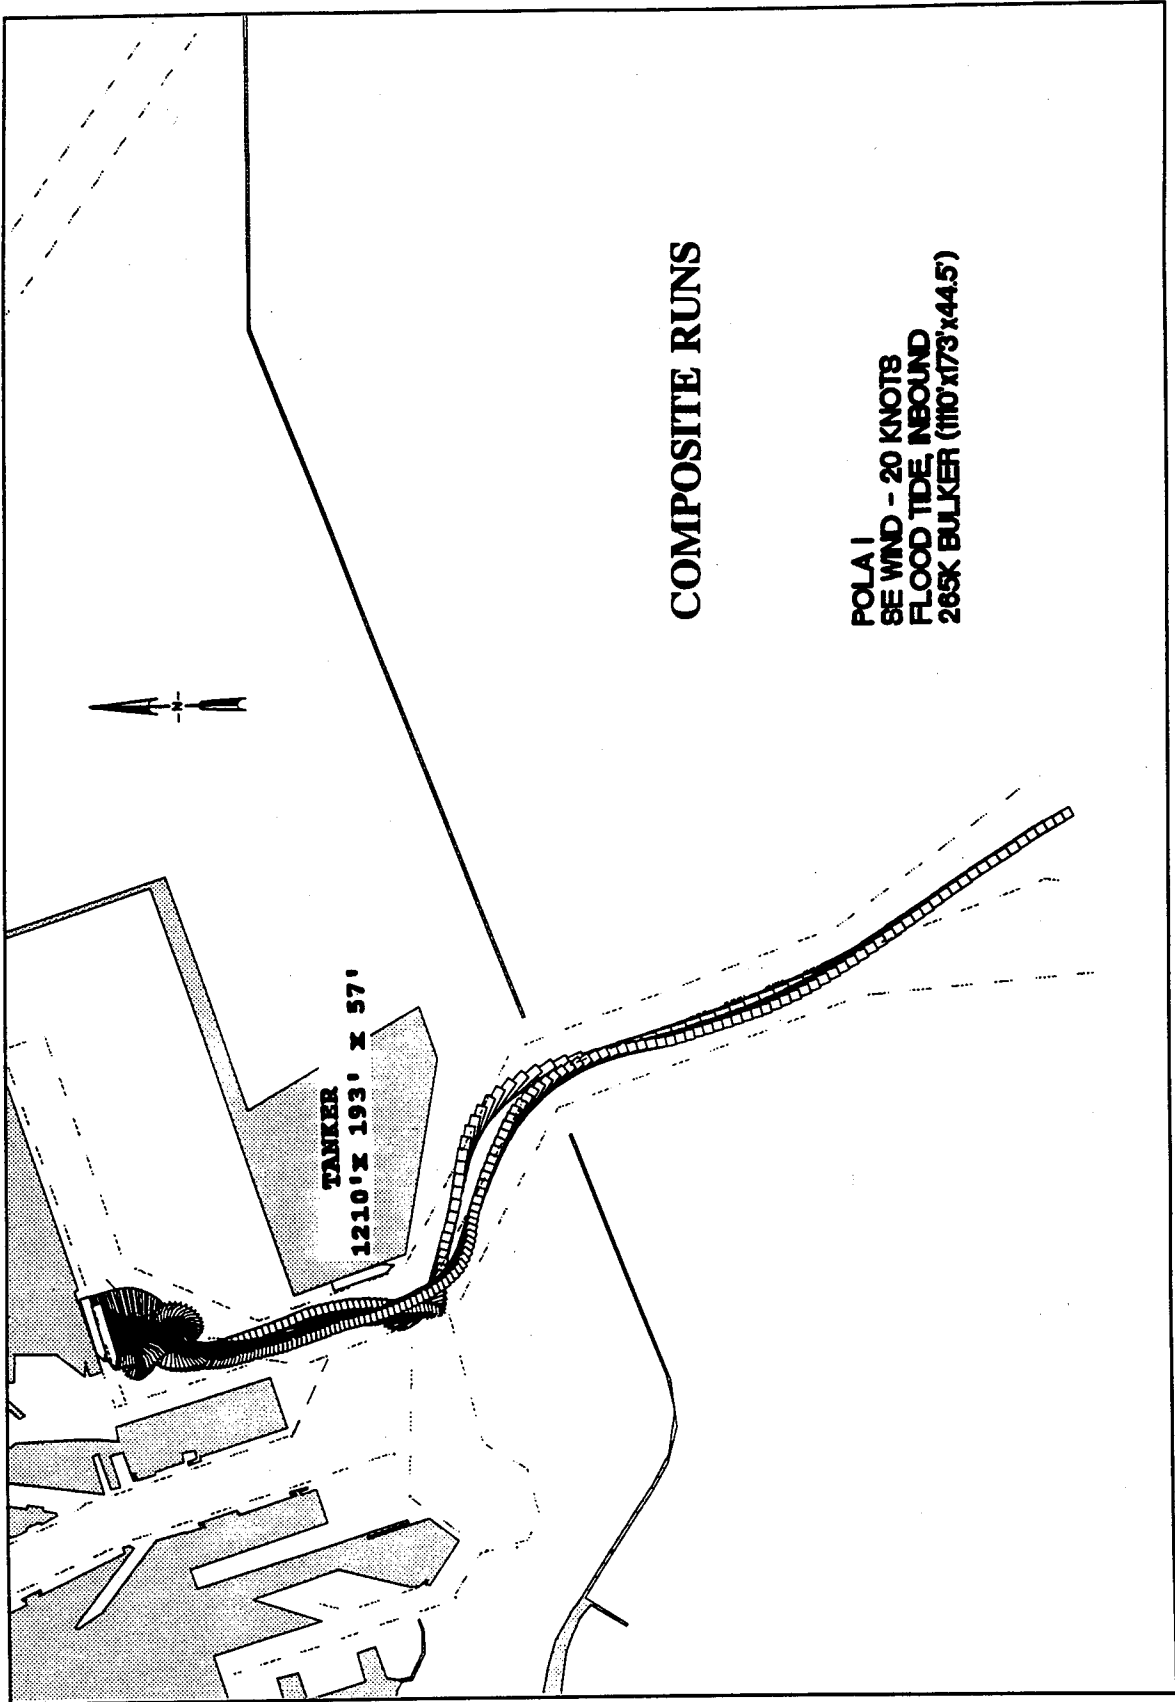 N
TANKER
1210'X 193' X 57'
COMPOSITE RUNS
POLA I
SE WIND - 20 KNOTS
FLOOD TIDE, INBOUND
265K BULKER (1110'x173'x44.5')